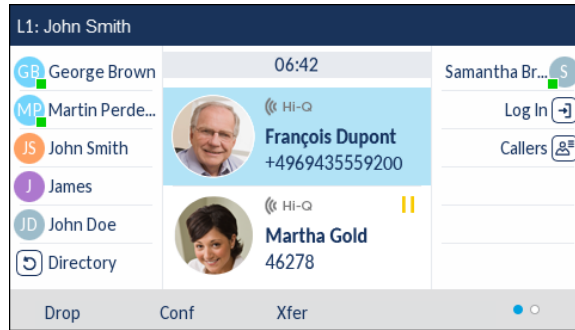 L1: John Smith
GB George Brown
MP Martin Perde...
JS John Smith
J James
JD John Doe
Directory
06:42
Hi-Q
François Dupont
+4969435559200
Hi-Q
Martha Gold
46278
Samantha Br... S
Log In
Callers
Drop Conf Xfer